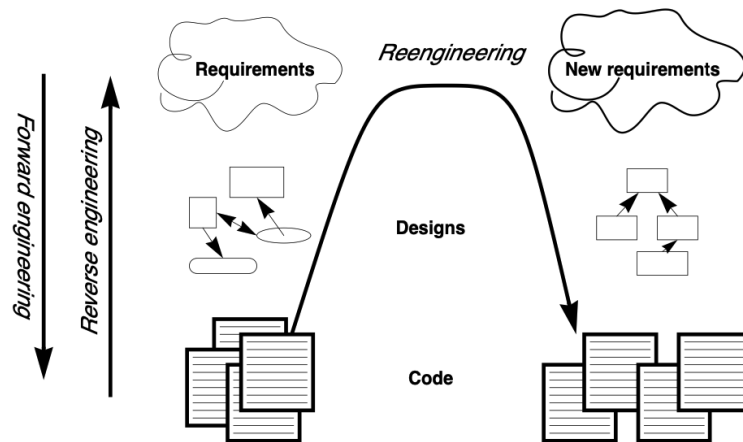 Requirements
Reengineering
New requirements
Forward engineering
Reverse engineering
Designs
Code